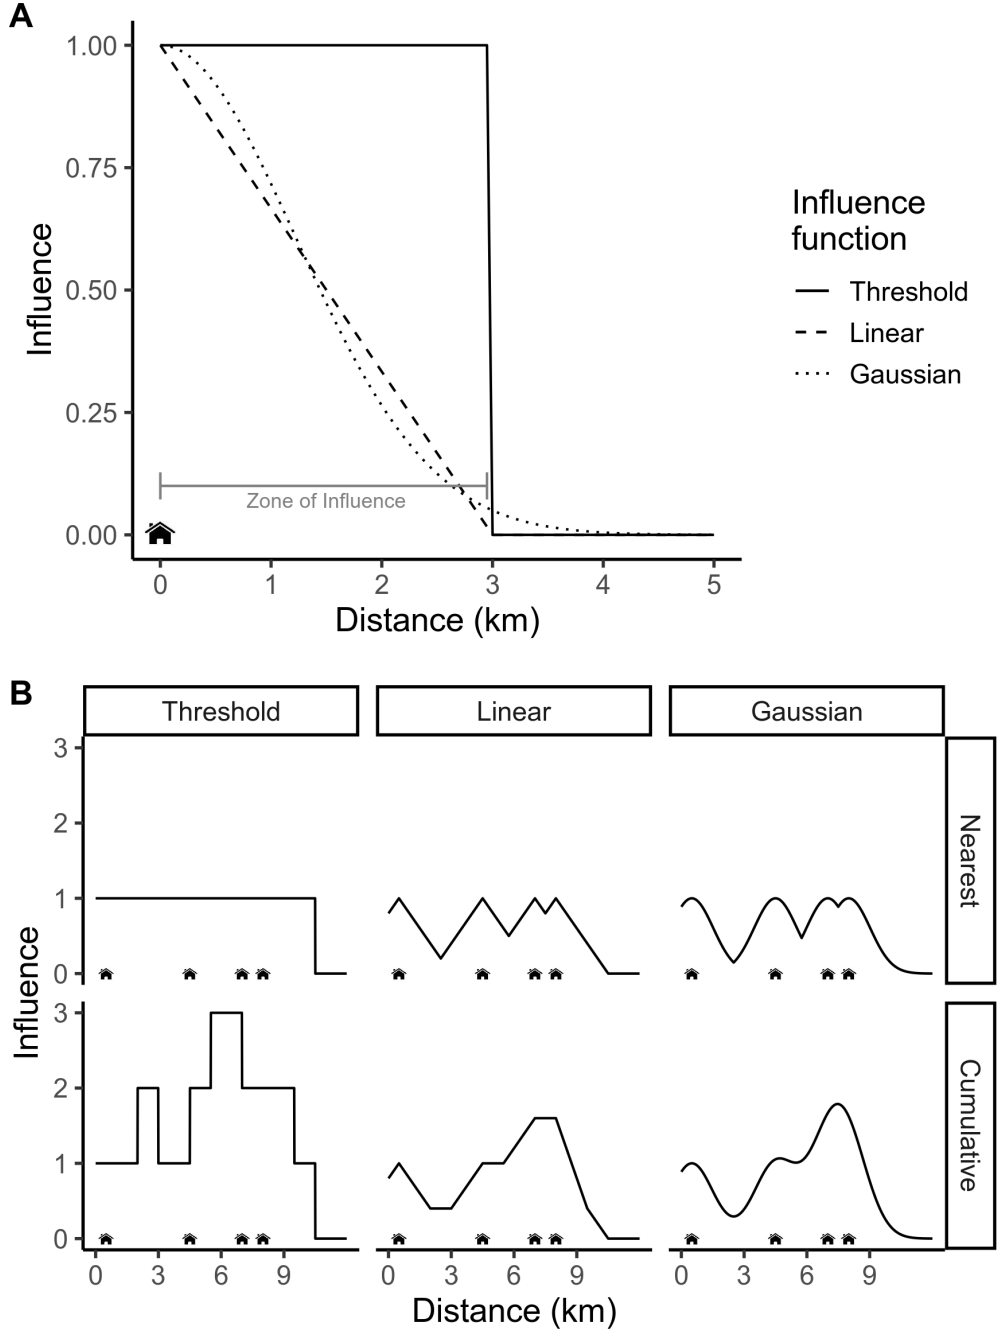 A
1.00
0.75
0.50
0.25
0.00
Influence
Zone of Influence
0 1 2 3 4 5
Distance (km)
Influence
function
Threshold
Linear
Gaussian
B
Threshold Linear Gaussian
3
2
1
0
Nearest
Influence
3
2
1
0
Cumulative
0 3 6 9 0 3 6 9 0 3 6 9
Distance (km)